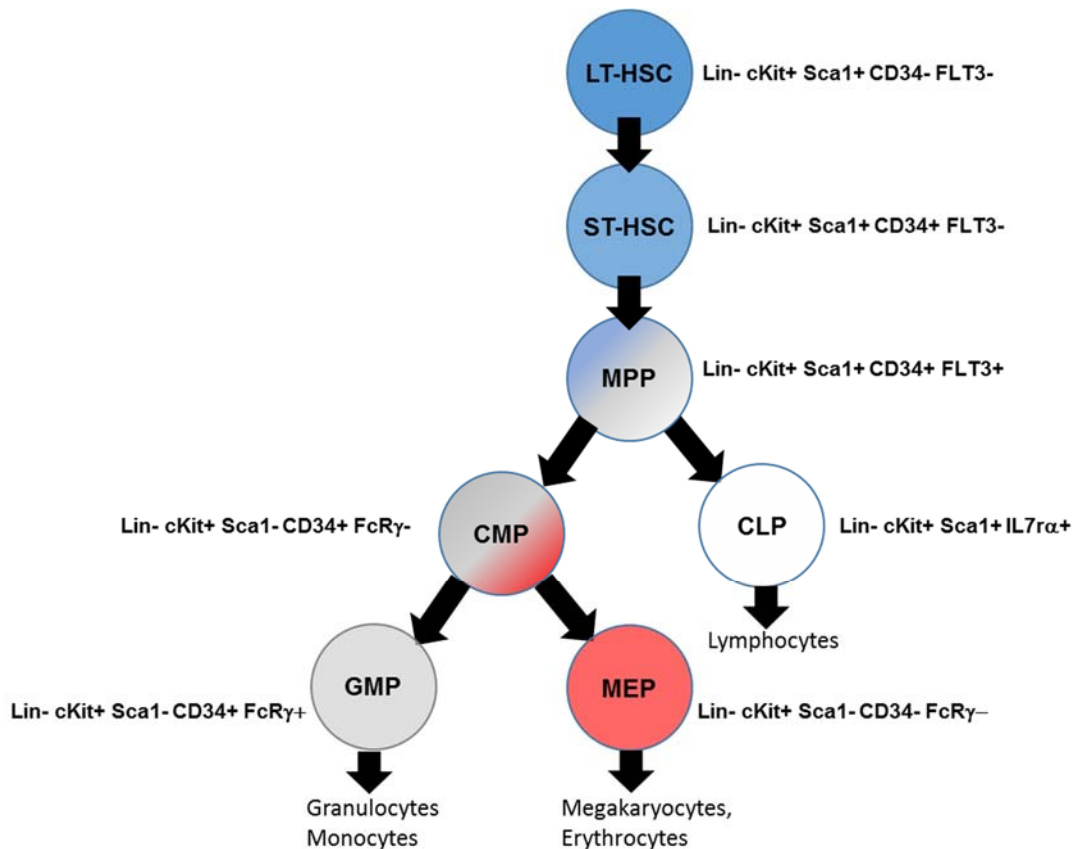 LT-HSC
Lin- cKit+ Sca1+ CD34- FLT3-
ST-HSC
Lin- cKit+ Sca1+ CD34+ FLT3-
MPP
Lin- cKit+ Sca1+ CD34+ FLT3+
Lin- cKit+ Sca1- CD34+ FcRγ-
CMP
CLP
Lin- cKit+ Sca1+ IL7rα+
Lymphocytes
Lin- cKit+ Sca1- CD34+ FcRγ+
GMP
MEP
Lin- cKit+ Sca1- CD34- FcRγ–
Granulocytes
Monocytes
Megakaryocytes,
Erythrocytes